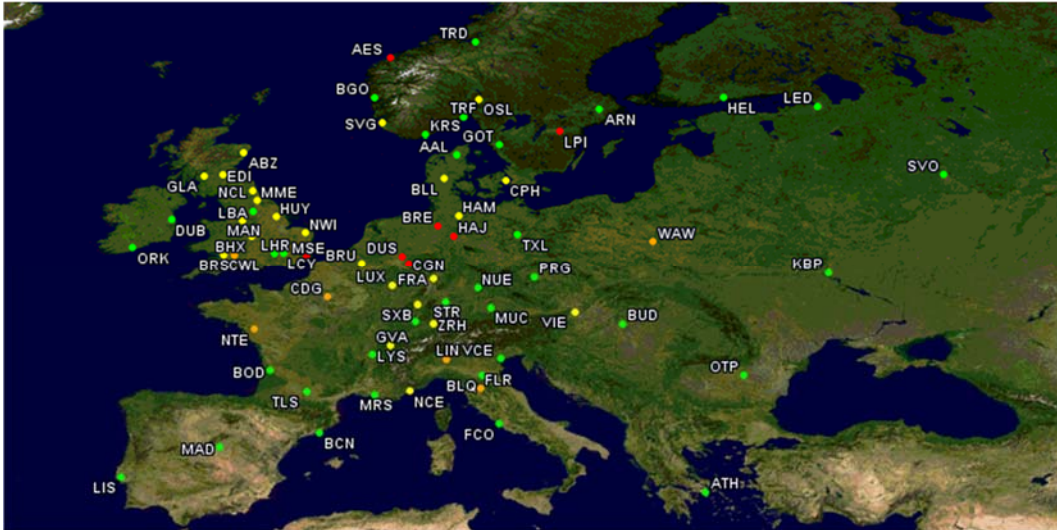 TRD
AES
BGO
TRF OSL
LED
HEL
ARN
SVG
KRS
GOT
LPI
AAL
ABZ
SVO
EDI
GLA
BLL
CPH
NCL MME
LBA HUY
HAM
DUB
MAN
NWI
BRE
HAJ
TXL
WAW
ORK
BHX
LHR MSE
BRU DUS
BRSCWL
LCY
CGN
KBP
LUX FRA
NUE
PRG
CDG
SXB
STR
MUC
VIE
BUD
NTE
ZRH
GVA
LYS
LIN VCE
BOD
BLQ FLR
OTP
TLS
MRS
NCE
FCO
BCN
MAD
LIS
ATH